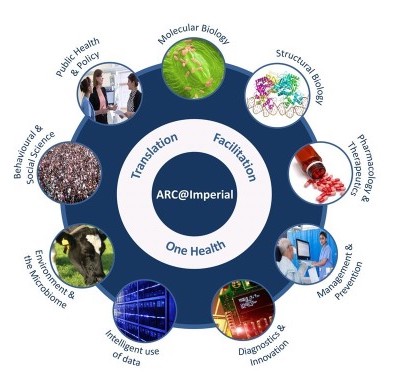 Molecular Biology
Structural Biology
Pharmacology &
Therapeutics
Management &
Prevention
Diagnostics &
Innovation
Intelligent use
of data
Environment &
the Microbiome
Behavioural &
Social Science
Public Health
& Policy
Translation
Facilitation
One Health
ARC@Imperial